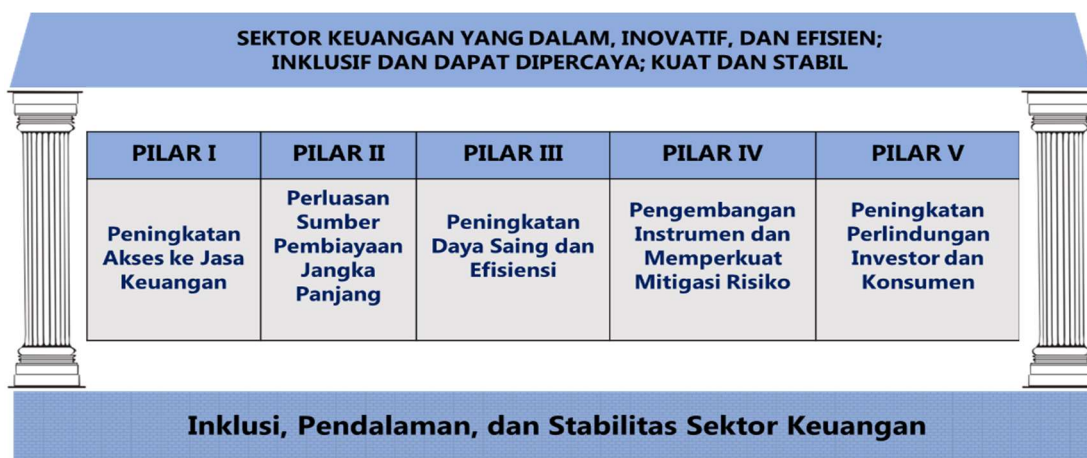 SEKTOR KEUANGAN YANG DALAM, INOVATIF, DAN EFISIEN;
INKLUSIF DAN DAPAT DIPERCAYA; KUAT DAN STABIL
PILAR I
PILAR II
PILAR III
PILAR IV
PILAR V
Peningkatan
Akses ke Jasa
Keuangan
Perluasan
Sumber
Pembiayaan
Jangka
Panjang
Peningkatan
Daya Saing dan
Efisiensi
Pengembangan
Instrumen dan
Memperkuat
Mitigasi Risiko
Peningkatan
Perlindungan
Investor dan
Konsumen
Inklusi, Pendalaman, dan Stabilitas Sektor Keuangan